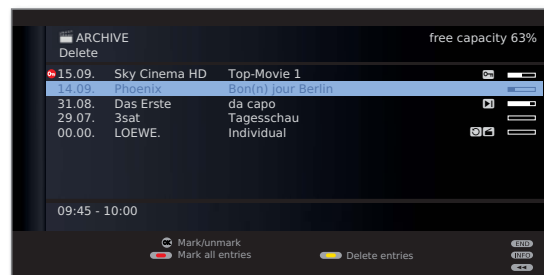 ARCHIVE free capacity 63%
Delete
15.09. Sky Cinema HD Top-Movie 1
14.09. Phoenix Bon(n) jour Berlin
31.08. Das Erste da capo
29.07. 3sat Tagesschau
00.00. LOEWE. Individual
09:45 - 10:00
OK Mark/unmark END
Mark all entries Delete entries INFO